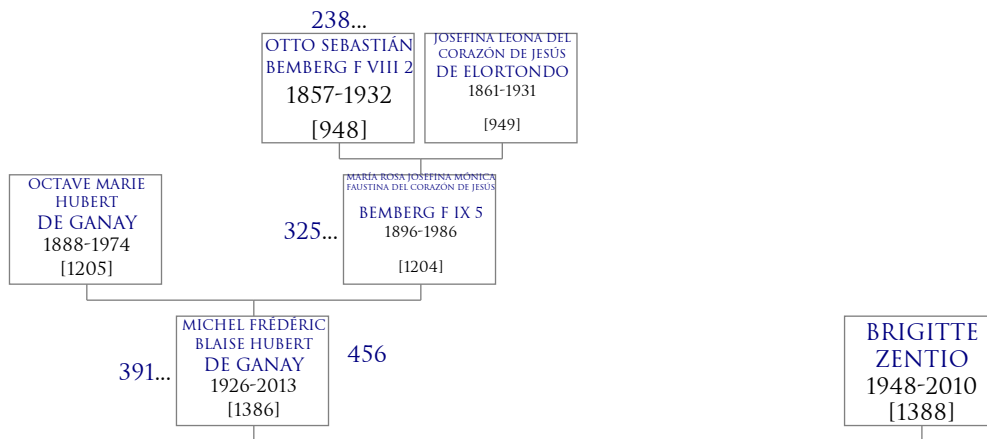 238...
OTTO SEBASTIÁN
BEMBERG F VIII 2
1857-1932
[948]
JOSEFINA LEONA DEL
CORAZÓN DE JESÚS
DE ELORTONDO
1861-1931
[949]
OCTAVE MARIE
HUBERT
DE GANAY
1888-1974
[1205]
325...
MARÍA ROSA JOSEFINA MÓNICA
FAUSTINA DEL CORAZÓN DE JESÚS
BEMBERG F IX 5
1896-1986
[1204]
391...
MICHEL FRÉDÉRIC
BLAISE HUBERT
DE GANAY
1926-2013
[1386]
456
BRIGITTE
ZENTIO
1948-2010
[1388]